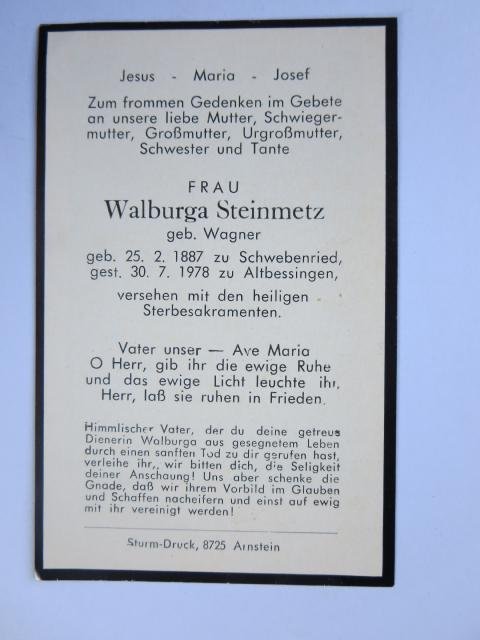 Jesus - Maria - Josef
Zum frommen Gedenken im Gebete
an unsere liebe Mutter, Schwieger-
mutter, Großmutter, Urgroßmutter,
Schwester und Tante
FRAU
Walburga Steinmetz
geb. Wagner
geb. 25. 2. 1887 zu Schwebenried,
gest. 30. 7. 1978 zu Altbessingen,
versehen mit den heiligen
Sterbesakramenten.
Vater unser — Ave Maria
O Herr, gib ihr die ewige Ruhe
und das ewige Licht leuchte ihr,
Herr, laß sie ruhen in Frieden.
Himmlischer Vater, der du deine getreue
Dienerin Walburga aus gesegnetem Leben
durch einen sanften Tod zu dir gerufen hast,
verleihe ihr, wir bitten dich, die Seligkeit
deiner Anschaung! Uns aber schenke die
Gnade, daß wir ihrem Vorbild im Glauben
und Schaffen nacheifern und einst auf ewig
mit ihr vereinigt werden!
Sturm-Druck, 8725 Arnstein